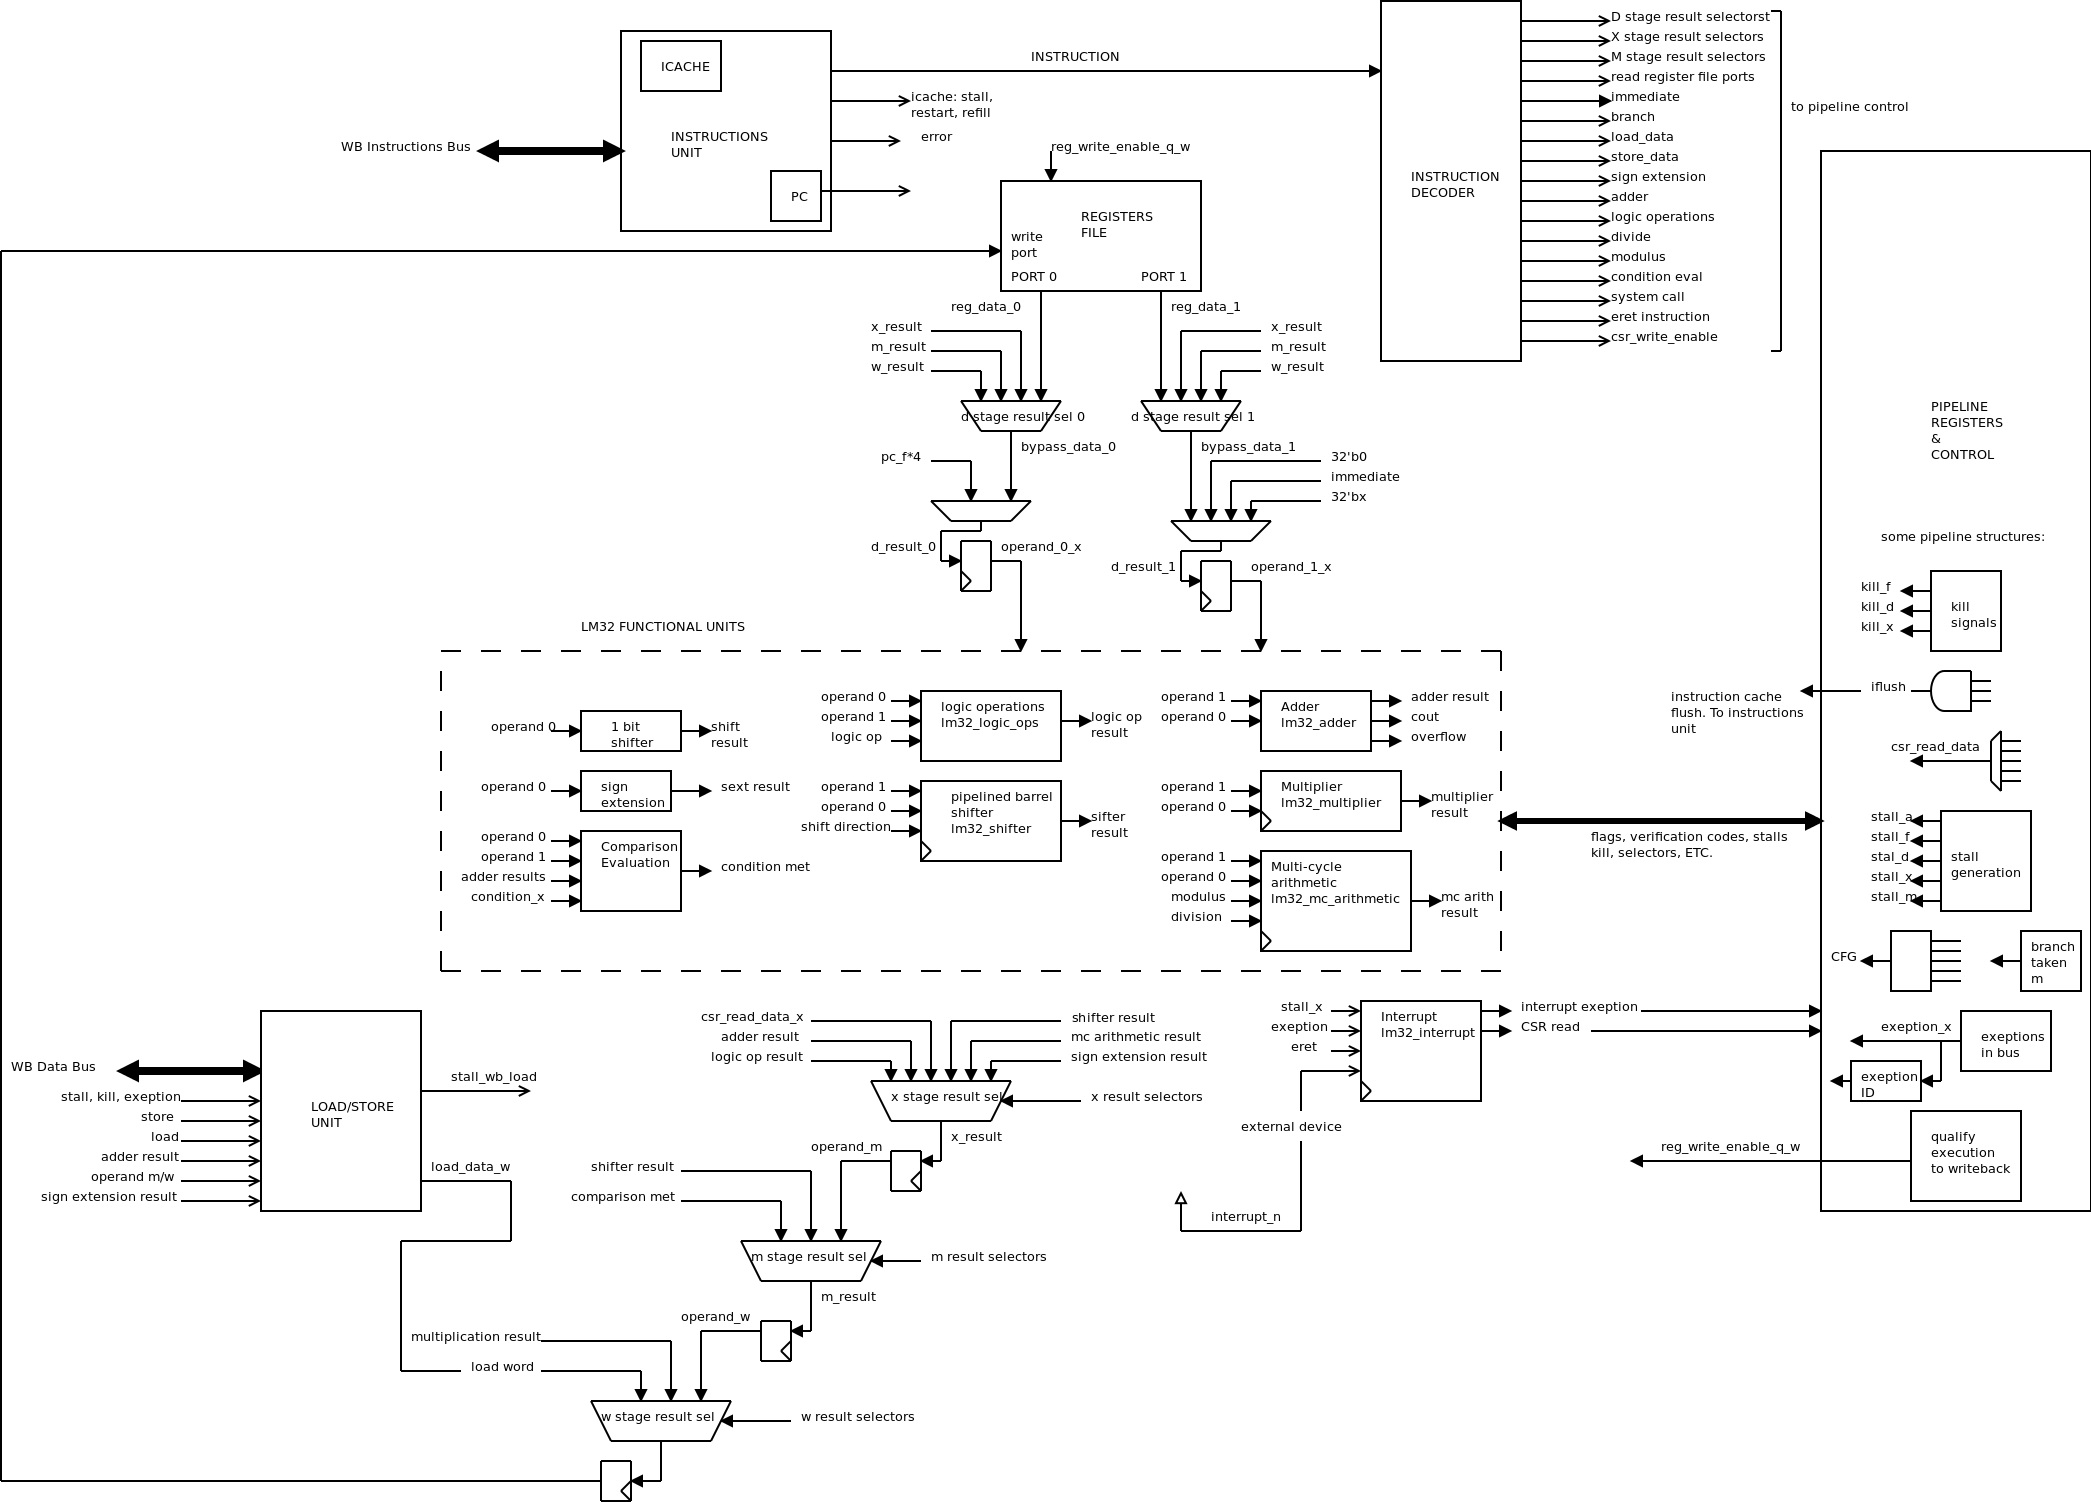 ICACHE
WB Instructions Bus
INSTRUCTIONS
UNIT
PC
INSTRUCTION
icache: stall,
restart, refill
error
reg_write_enable_q_w
REGISTERS
FILE
write
port
PORT 0
PORT 1
INSTRUCTION
DECODER
D stage result selectorst
X stage result selectors
M stage result selectors
read register file ports
immediate
branch
load_data
store_data
sign extension
adder
logic operations
divide
modulus
condition eval
system call
eret instruction
csr_write_enable
to pipeline control
reg_data_0
x_result
m_result
w_result
d stage result sel 0
bypass_data_0
pc_f*4
d_result_0
operand_0_x
reg_data_1
x_result
m_result
w_result
d stage result sel 1
bypass_data_1
32'b0
immediate
32'bx
d_result_1
operand_1_x
LM32 FUNCTIONAL UNITS
operand 0
1 bit
shifter
shift
result
operand 0
sign
extension
sext result
operand 0
operand 1
adder results
condition_x
Comparison
Evaluation
condition met
operand 0
operand 1
logic op
logic operations
lm32_logic_ops
logic op
result
operand 1
operand 0
shift direction
pipelined barrel
shifter
lm32_shifter
sifter
result
operand 1
operand 0
Adder
lm32_adder
adder result
cout
overflow
operand 1
operand 0
Multiplier
lm32_multiplier
multiplier
result
operand 1
operand 0
modulus
division
Multi-cycle
arithmetic
lm32_mc_arithmetic
mc arith
result
flags, verification codes, stalls
kill, selectors, ETC.
instruction cache
flush. To instructions
unit
PIPELINE
REGISTERS
&
CONTROL
some pipeline structures:
kill_f
kill_d
kill_x
kill
signals
iflush
csr_read_data
stall_a
stall_f
stal_d
stall_x
stall_m
stall
generation
CFG
branch
taken
m
exeption_x
exeptions
in bus
exeption
ID
qualify
execution
to writeback
reg_write_enable_q_w
stall_x
exeption
eret
Interrupt
lm32_interrupt
interrupt exeption
CSR read
external device
interrupt_n
WB Data Bus
stall, kill, exeption
store
load
adder result
operand m/w
sign extension result
LOAD/STORE
UNIT
stall_wb_load
load_data_w
csr_read_data_x
adder result
logic op result
shifter result
mc arithmetic result
sign extension result
x stage result sel
x result selectors
x_result
operand_m
shifter result
comparison met
m stage result sel
m result selectors
m_result
operand_w
multiplication result
load word
w stage result sel
w result selectors